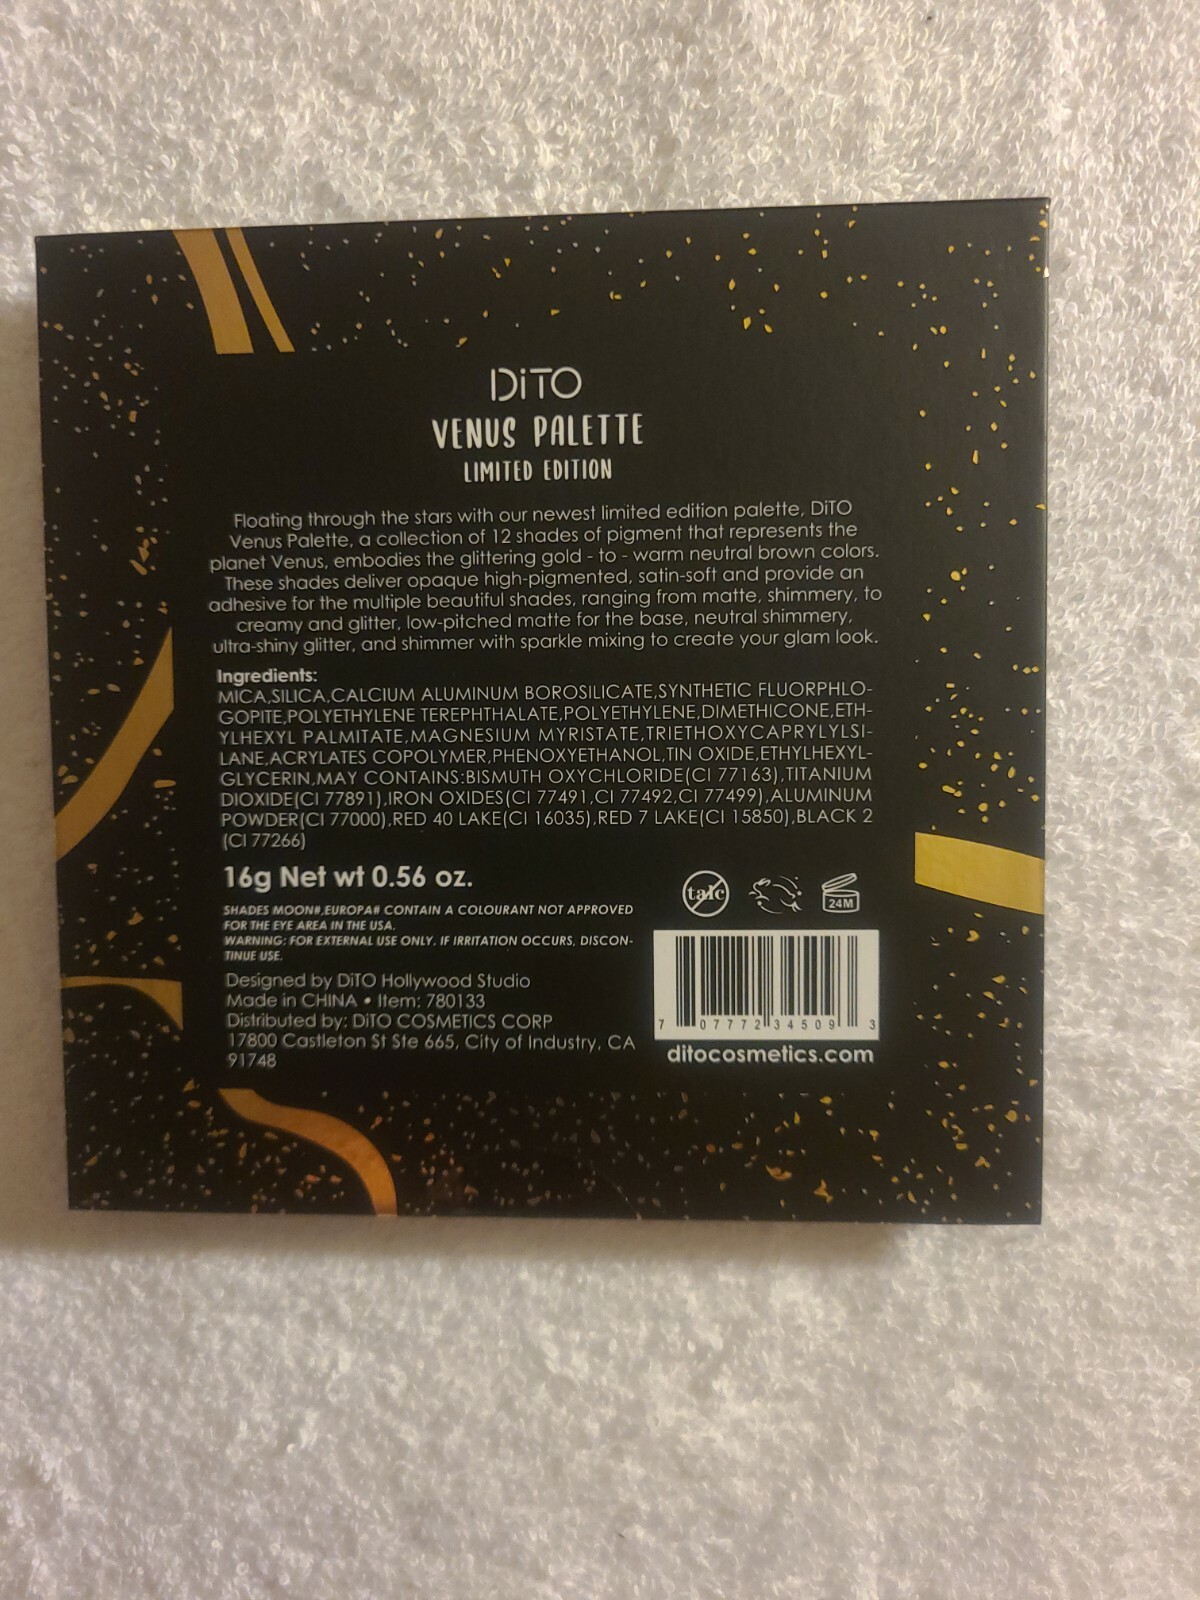 DiTO
VENUS PALETTE
LIMITED EDITION
Floating through the stars with our newest limited edition palette, DiTO
Venus Palette, a collection of 12 shades of pigment that represents the
planet Venus, embodies the glittering gold - to - warm neutral brown colors.
These shades deliver opaque high-pigmented, satin-soft and provide an
adhesive for the multiple beautiful shades, ranging from matte, shimmery, to
creamy and glitter, low-pitched matte for the base, neutral shimmery,
ultra-shiny glitter, and shimmer with sparkle mixing to create your glam look.
Ingredients:
MICA,SILICA,CALCIUM ALUMINUM BOROSILICATE,SYNTHETIC FLUORPHLO-
GOPITE,POLYETHYLENE TEREPHTHALATE,POLYETHYLENE,DIMETHICONE,ETH-
YLHEXYL PALMITATE,MAGNESIUM MYRISTATE,TRIETHOXYCAPRYLYLSI-
LANE,ACRYLATES COPOLYMER,PHENOXYETHANOL,TIN OXIDE,ETHYLHEXYL-
GLYCERIN,MAY CONTAINS:BISMUTH OXYCHLORIDE(CI 77163),TITANIUM
DIOXIDE(CI 77891),IRON OXIDES(CI 77491,CI 77492,CI 77499),ALUMINUM
POWDER(CI 77000),RED 40 LAKE(CI 16035),RED 7 LAKE(CI 15850),BLACK 2
(CI 77266)
16g Net wt 0.56 oz.
talc
24M
SHADES MOON#,EUROPA# CONTAIN A COLOURANT NOT APPROVED
FOR THE EYE AREA IN THE USA.
WARNING: FOR EXTERNAL USE ONLY. IF IRRITATION OCCURS, DISCON-
TINUE USE.
Designed by DiTO Hollywood Studio
Made in CHINA • Item: 780133
Distributed by: DiTO COSMETICS CORP
17800 Castleton St Ste 665, City of Industry, CA
91748
7 07772 34509 3
ditocosmetics.com